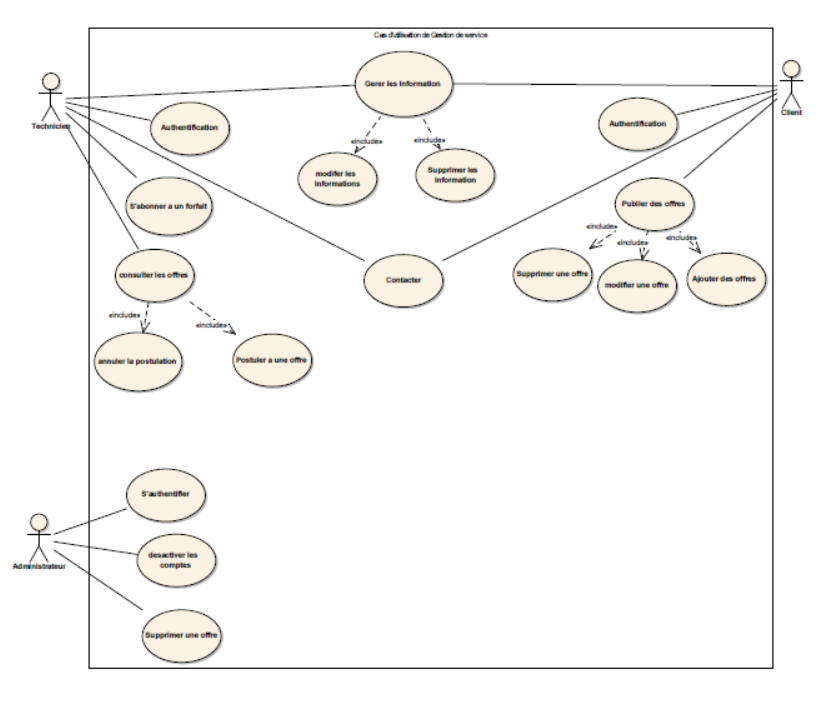 Cas d'utilisation de Gestion de service
Gerer les Information
Technicien
Client
Authentification
Authentification
«include»
«include»
modifer les
informations
Supprimer les
information
S'abonner a un forfait
Publier des offres
«include»
«include»
«include»
consulter les offres
Contacter
Supprimer une offre
modifier une offre
Ajouter des offres
«include»
«include»
annuler la postulation
Postuler a une offre
S'authentifier
Administrateur
desactiver les
comptes
Supprimer une offre